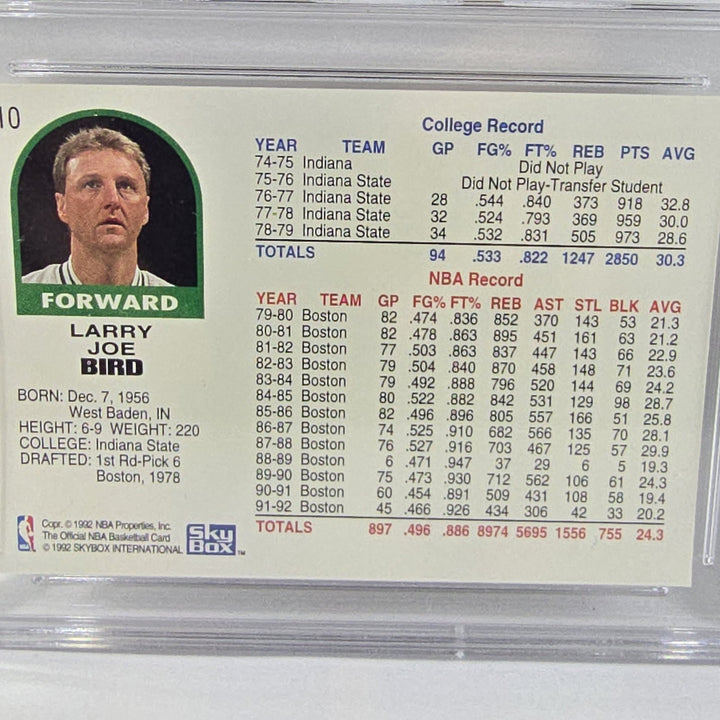 10
FORWARD
LARRY
JOE
BIRD
BORN: Dec. 7, 1956
West Baden, IN
HEIGHT: 6-9 WEIGHT: 220
COLLEGE: Indiana State
DRAFTED: 1st Rd-Pick 6
Boston, 1978
Copr. © 1992 NBA Properties, Inc.
The Official NBA Basketball Card
© 1992 SKYBOX INTERNATIONAL
NBA
SKY
BOX TM
College Record
YEAR TEAM GP FG% FT% REB PTS AVG
74-75 Indiana Did Not Play
75-76 Indiana State Did Not Play-Transfer Student
76-77 Indiana State 28 .544 .840 373 918 32.8
77-78 Indiana State 32 .524 .793 369 959 30.0
78-79 Indiana State 34 .532 .831 505 973 28.6
TOTALS 94 .533 .822 1247 2850 30.3
NBA Record
YEAR TEAM GP FG% FT% REB AST STL BLK AVG
79-80 Boston 82 .474 .836 852 370 143 53 21.3
80-81 Boston 82 .478 .863 895 451 161 63 21.2
81-82 Boston 77 .503 .863 837 447 143 66 22.9
82-83 Boston 79 .504 .840 870 458 148 71 23.6
83-84 Boston 79 .492 .888 796 520 144 69 24.2
84-85 Boston 80 .522 .882 842 531 129 98 28.7
85-86 Boston 82 .496 .896 805 557 166 51 25.8
86-87 Boston 74 .525 .910 682 566 135 70 28.1
87-88 Boston 76 .527 .916 703 467 125 57 29.9
88-89 Boston 6 .471 .947 37 29 6 5 19.3
89-90 Boston 75 .473 .930 712 562 106 61 24.3
90-91 Boston 60 .454 .891 509 431 108 58 19.4
91-92 Boston 45 .466 .926 434 306 42 33 20.2
TOTALS 897 .496 .886 8974 5695 1556 755 24.3